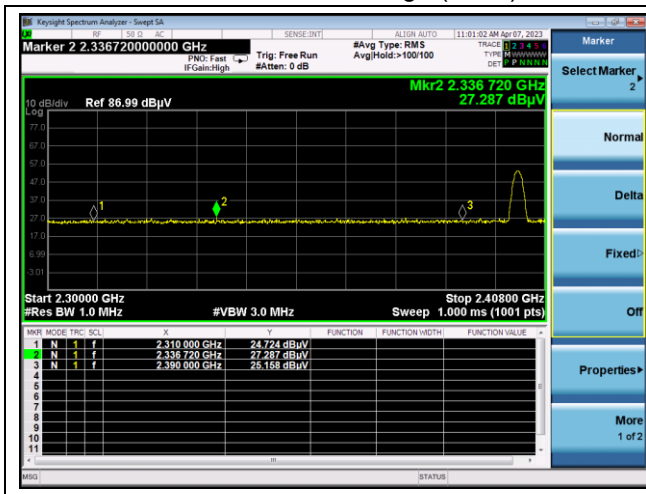 Keysight Spectrum Analyzer - Swept SA
RF 50 Ω AC SENSE:INT ALIGN AUTO 11:01:02 AM Apr 07, 2023
Marker 2 2.336720000000 GHz
PNO: Fast
IFGain:High
Trig: Free Run
#Atten: 0 dB
#Avg Type: RMS
Avg|Hold:>100/100
TRACE 1 2 3 4 5 6
TYPE M W W W W W
DET P P N N N N
Mkr2 2.336 720 GHz
27.287 dBµV
10 dB/div Ref 86.99 dBµV
Log
77.0
67.0
57.0
47.0
37.0
27.0
17.0
6.99
-3.01
1
2
3
Start 2.30000 GHz Stop 2.40800 GHz
#Res BW 1.0 MHz #VBW 3.0 MHz Sweep 1.000 ms (1001 pts)
MKR MODE TRC SCL X Y FUNCTION FUNCTION WIDTH FUNCTION VALUE
1 N 1 f 2.310 000 GHz 24.724 dBµV
2 N 1 f 2.336 720 GHz 27.287 dBµV
3 N 1 f 2.390 000 GHz 25.158 dBµV
4
5
6
7
8
9
10
11
MSG STATUS
Marker
Select Marker
2
Normal
Delta
Fixed
Off
Properties
More
1 of 2